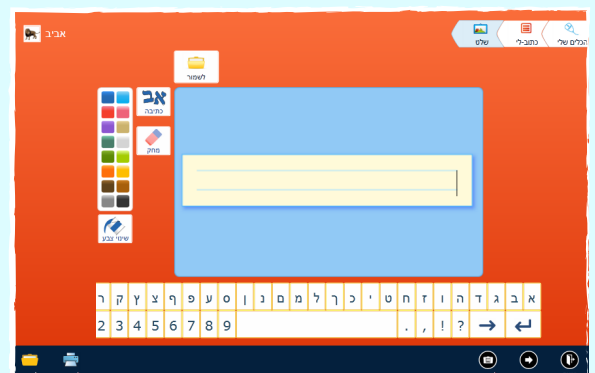 אביב
הכלים שלי
כתוב-לי
שלט
לשמור
אב
כתיבה
מחק
שינוי צבע
א ב ג ד ה ו ז ח ט י כ ך ל מ ם נ ן ס ע פ ף צ ץ ק ר
2 3 4 5 6 7 8 9 . , ! ?